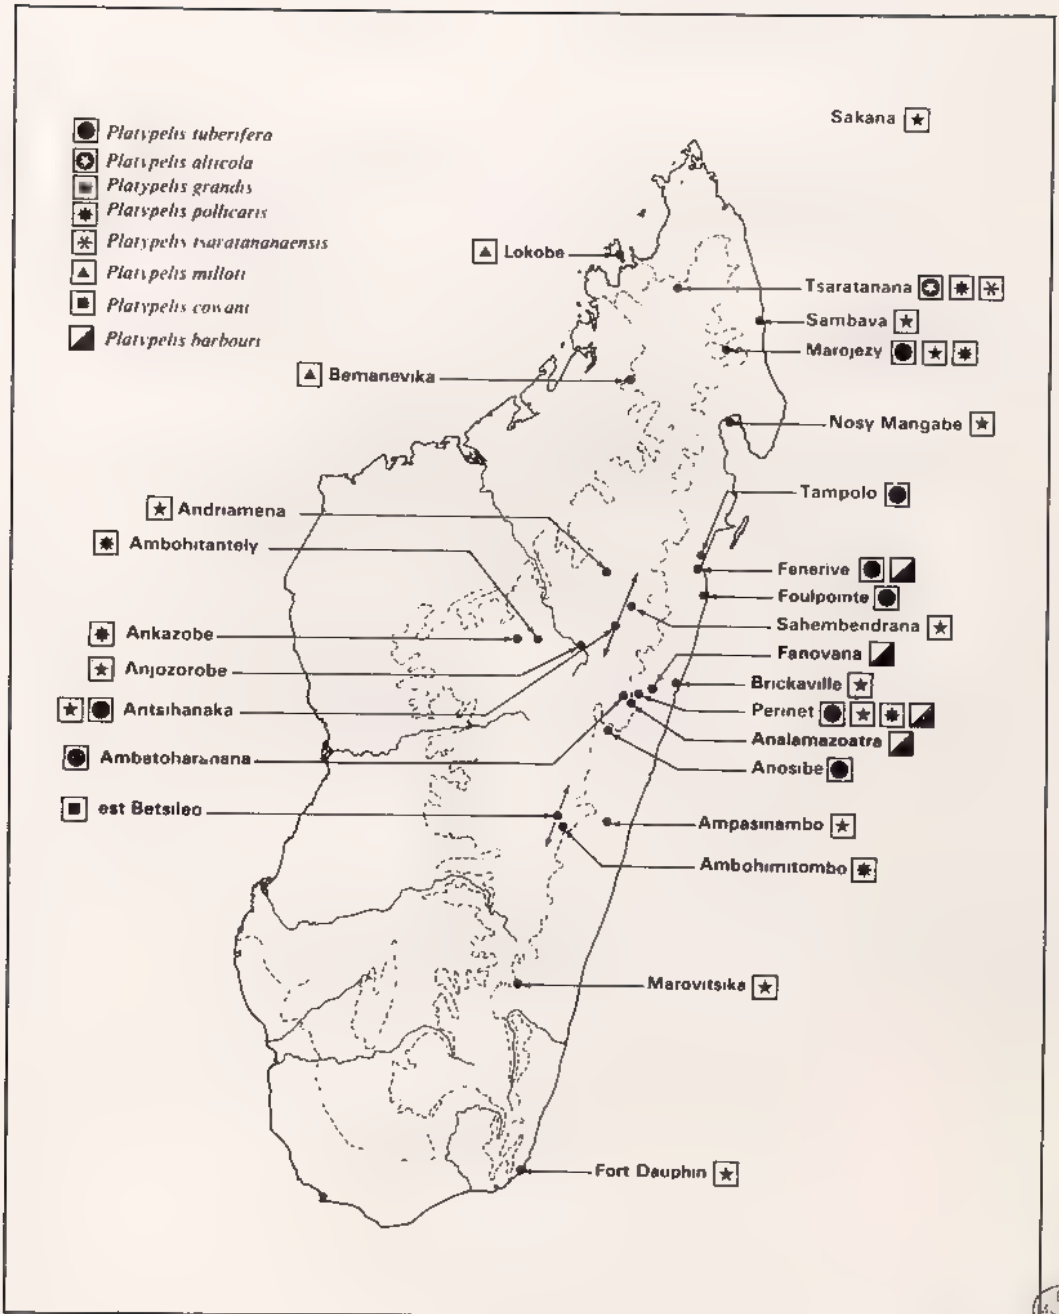 Platypelis tuberifera
Platypelis alticola
Platypelis grandis
Platypelis pollicaris
Platypelis tsaratananaensis
Platypelis milloti
Platypelis cowani
Platypelis barbouri
Sakana
Lokobe
Tsaratanana
Sambava
Marojezy
Bemanevika
Nosy Mangabe
Tampolo
Andriamena
Ambohitantely
Fenerive
Foulpointe
Sahembendrana
Ankazobe
Fanovana
Anjozorobe
Brickaville
Antsihanaka
Perinet
Analamazoatra
Ambatoharanana
Anosibe
est Betsileo
Ampasinambo
Ambohimitombo
Marovitsika
Fort Dauphin